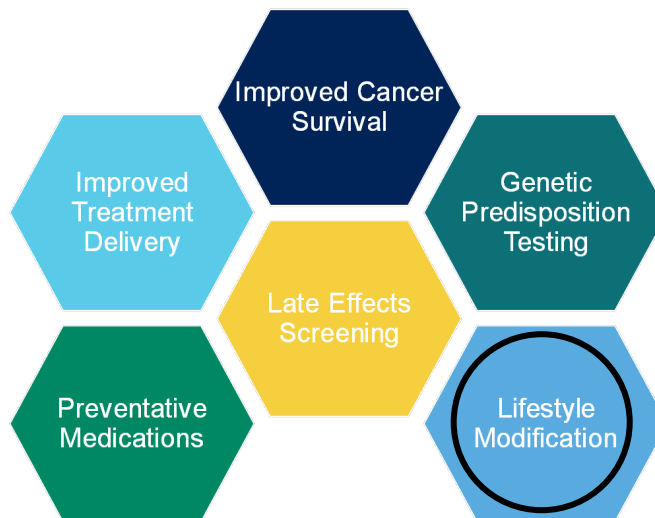 Improved Cancer
Survival
Improved
Treatment
Delivery
Genetic
Predisposition
Testing
Late Effects
Screening
Preventative
Medications
Lifestyle
Modification